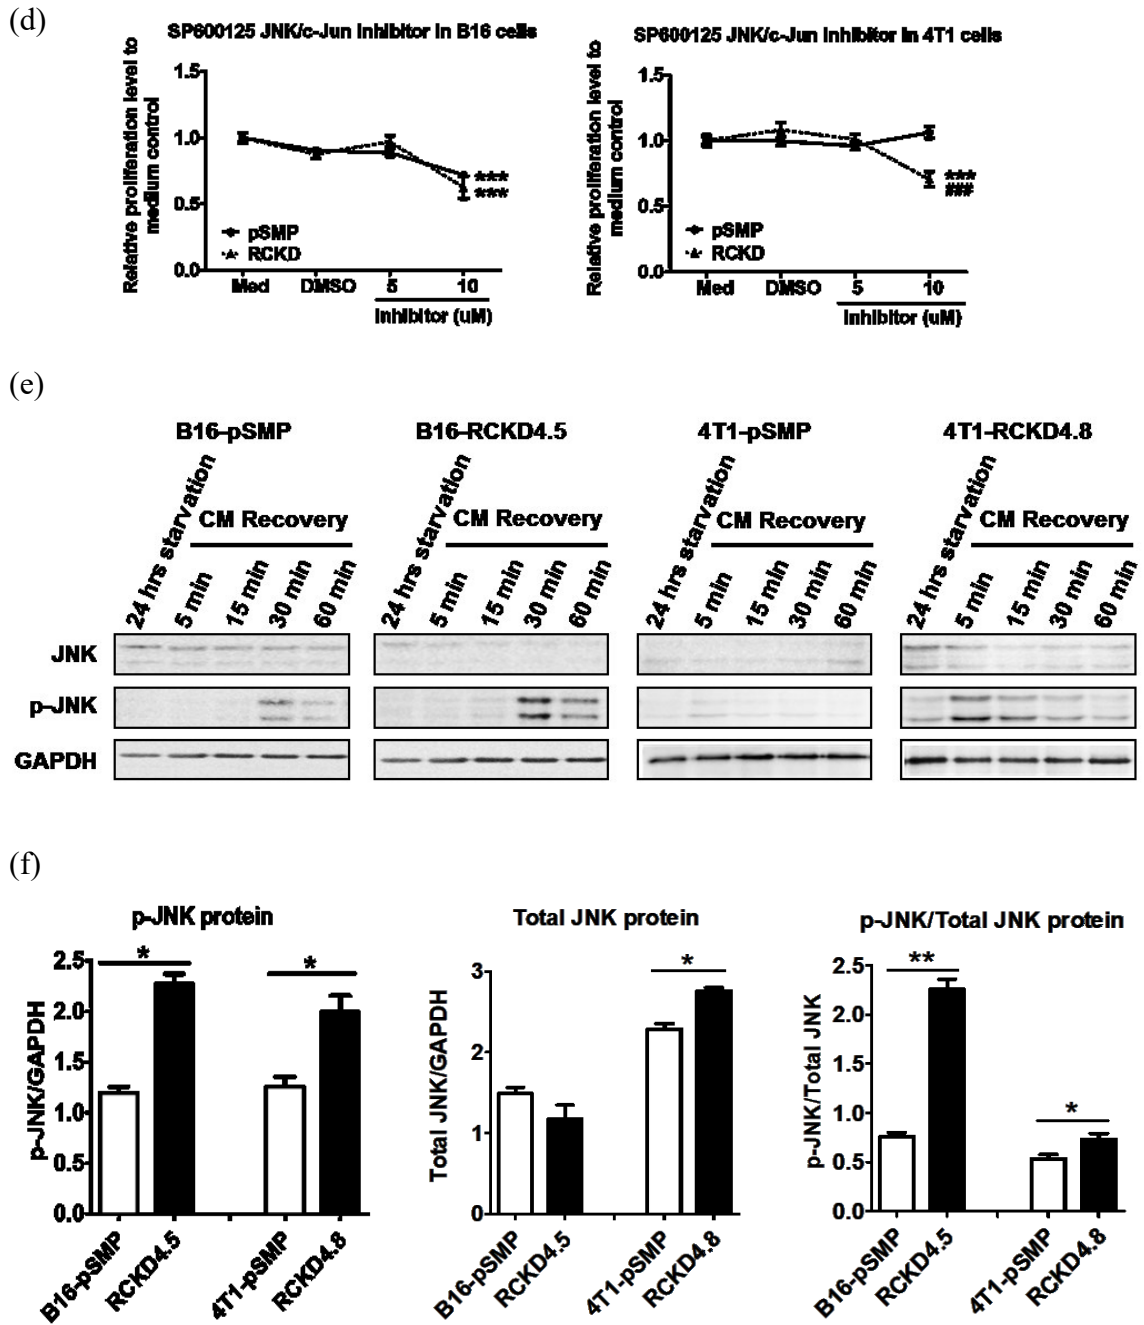 (d)
SP600125 JNK/c-Jun inhibitor in B16 cells
Relative proliferation level to
medium control
1.5
1.0
0.5
0.0
***
***
pSMP
RCKD
Med DMSO 5 10
Inhibitor (uM)
SP600125 JNK/c-Jun inhibitor in 4T1 cells
Relative proliferation level to
medium control
1.5
1.0
0.5
0.0
***
###
pSMP
RCKD
Med DMSO 5 10
Inhibitor (uM)
(e)
B16-pSMP B16-RCKD4.5 4T1-pSMP 4T1-RCKD4.8
CM Recovery CM Recovery CM Recovery CM Recovery
24 hrs starvation 5 min 15 min 30 min 60 min 24 hrs starvation 5 min 15 min 30 min 60 min 24 hrs starvation 5 min 15 min 30 min 60 min 24 hrs starvation 5 min 15 min 30 min 60 min
JNK
p-JNK
GAPDH
(f)
p-JNK protein
p-JNK/GAPDH
2.5
2.0
1.5
1.0
0.5
0.0
* *
B16-pSMP RCKD4.5 4T1-pSMP RCKD4.8
Total JNK protein
Total JNK/GAPDH
3
2
1
0
*
B16-pSMP RCKD4.5 4T1-pSMP RCKD4.8
p-JNK/Total JNK protein
p-JNK/Total JNK
2.5
2.0
1.5
1.0
0.5
0.0
** *
B16-pSMP RCKD4.5 4T1-pSMP RCKD4.8